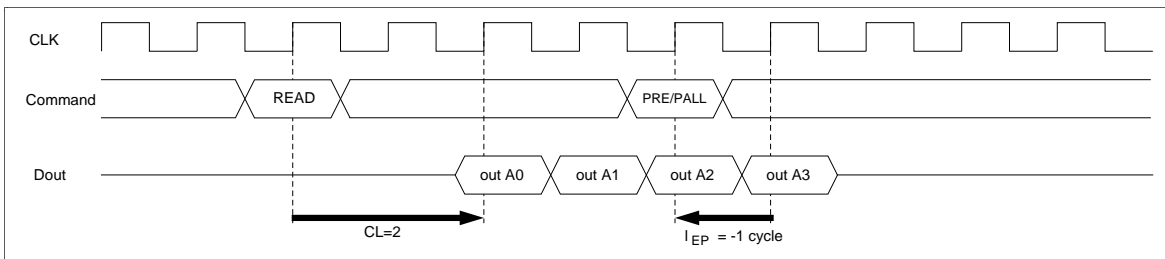 CLK
Command
READ
PRE/PALL
Dout
out A0
out A1
out A2
out A3
CL=2
I EP = -1 cycle